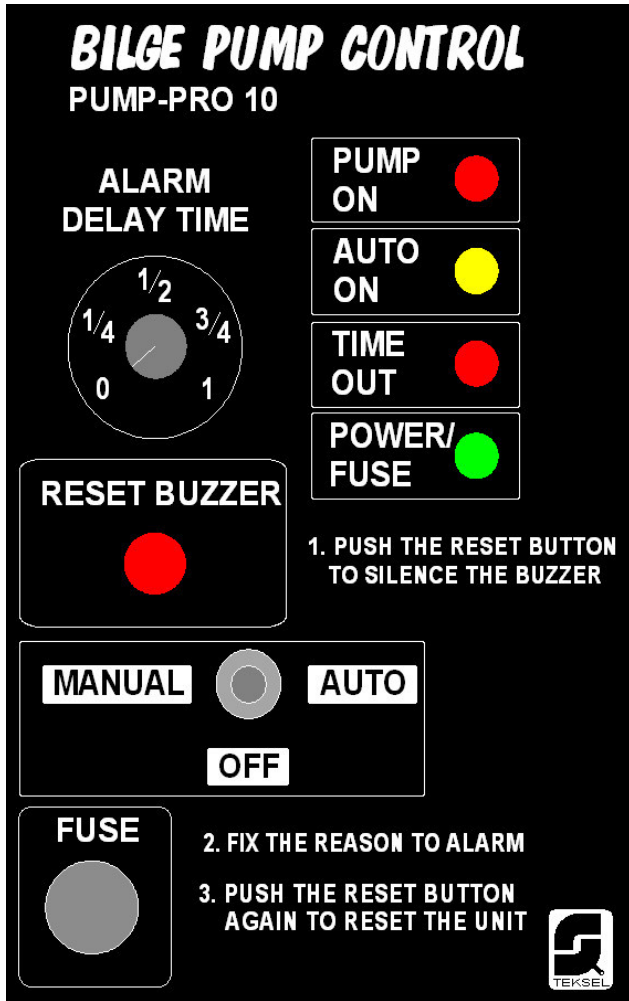 BILGE PUMP CONTROL
PUMP-PRO 10
ALARM
DELAY TIME
1/2
1/4
3/4
0
1
PUMP
ON
AUTO
ON
TIME
OUT
POWER/
FUSE
RESET BUZZER
1. PUSH THE RESET BUTTON
TO SILENCE THE BUZZER
MANUAL
AUTO
OFF
FUSE
2. FIX THE REASON TO ALARM
3. PUSH THE RESET BUTTON
AGAIN TO RESET THE UNIT
TEKSEL